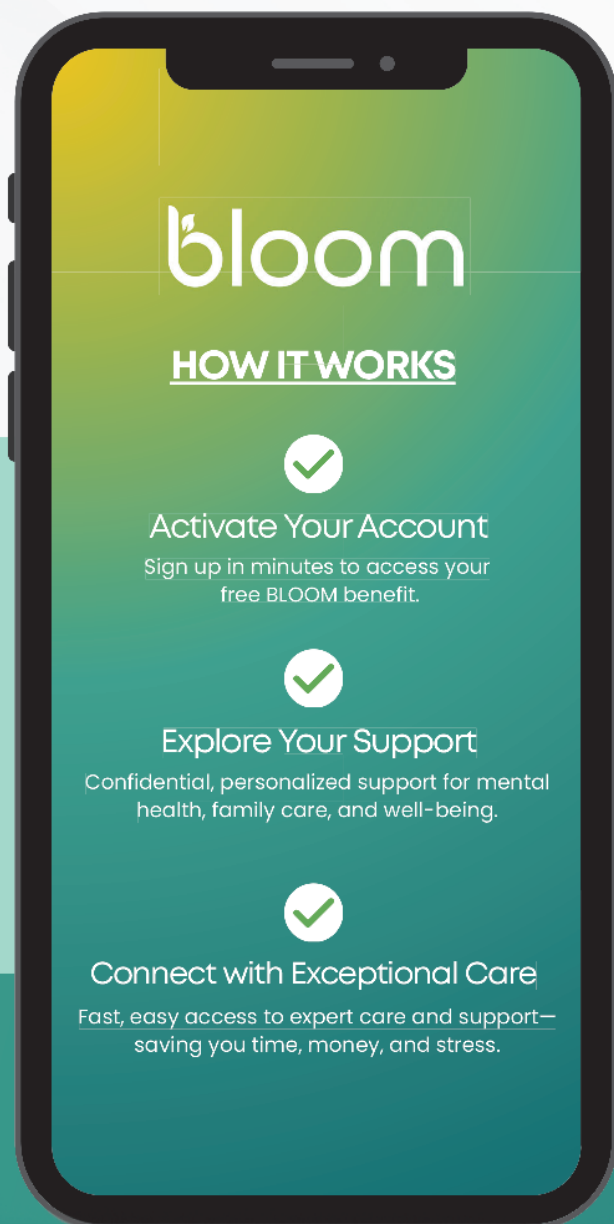 bloom
HOW IT WORKS
Activate Your Account
Sign up in minutes to access your
free BLOOM benefit.
Explore Your Support
Confidential, personalized support for mental
health, family care, and well-being.
Connect with Exceptional Care
Fast, easy access to expert care and support—
saving you time, money, and stress.